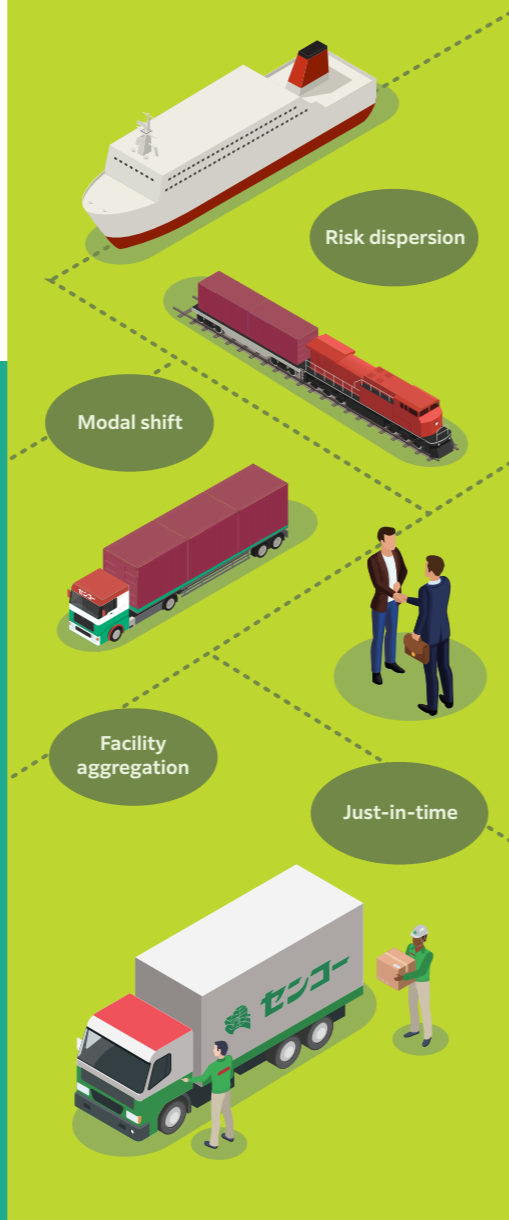 Risk dispersion
Modal shift
Facility
aggregation
Just-in-time
センコー